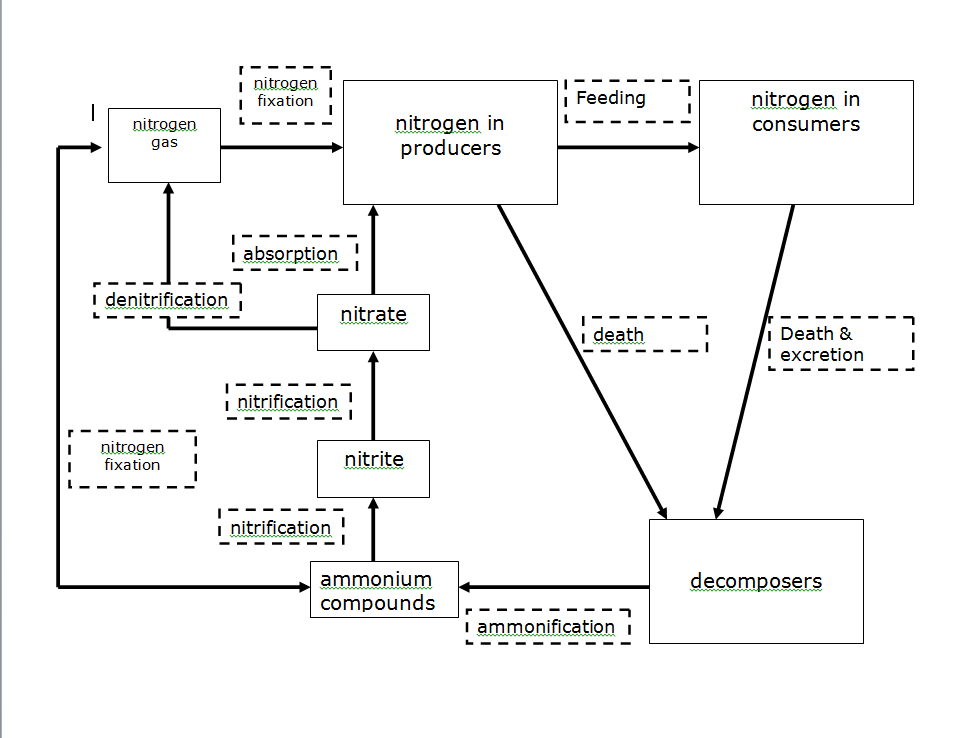 nitrogen
fixation
Feeding
nitrogen in
consumers
nitrogen
gas
nitrogen in
producers
absorption
denitrification
nitrate
death
Death &
excretion
nitrification
nitrogen
fixation
nitrite
nitrification
ammonium
compounds
decomposers
ammonification